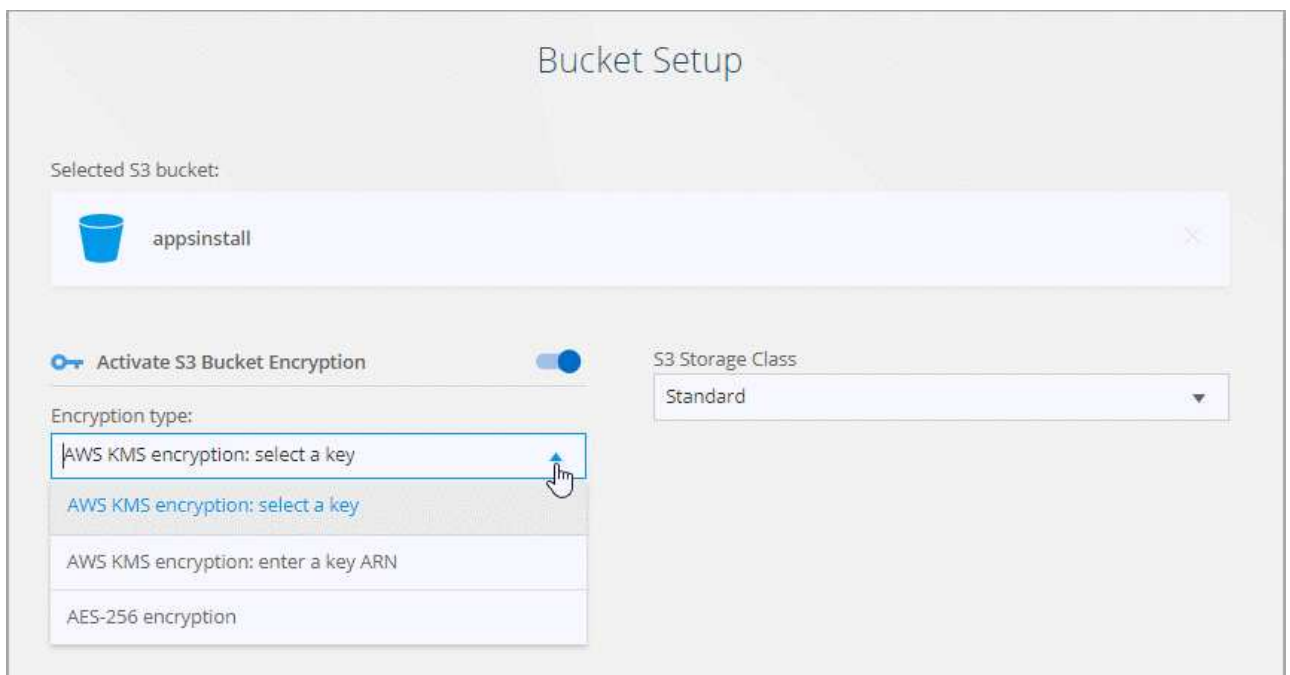 Bucket Setup
Selected S3 bucket:
appsinstall
Activate S3 Bucket Encryption
S3 Storage Class
Standard
Encryption type:
AWS KMS encryption: select a key
AWS KMS encryption: select a key
AWS KMS encryption: enter a key ARN
AES-256 encryption